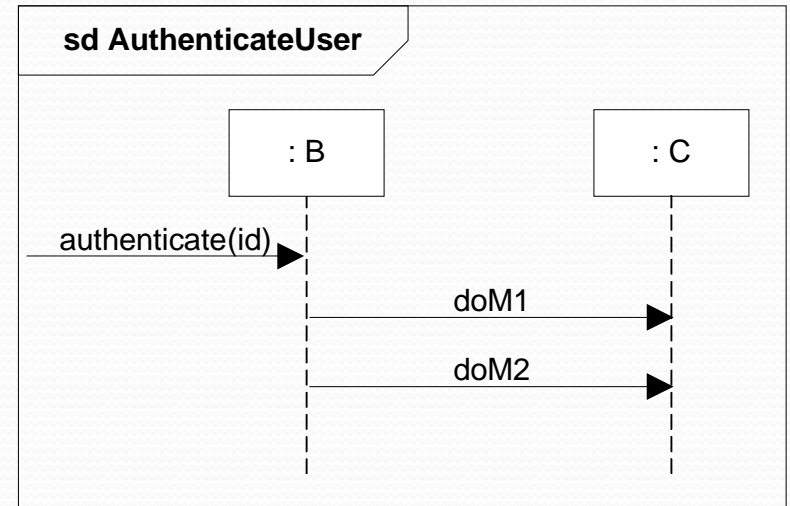 sd AuthenticateUser
: B
: C
authenticate(id)
doM1
doM2